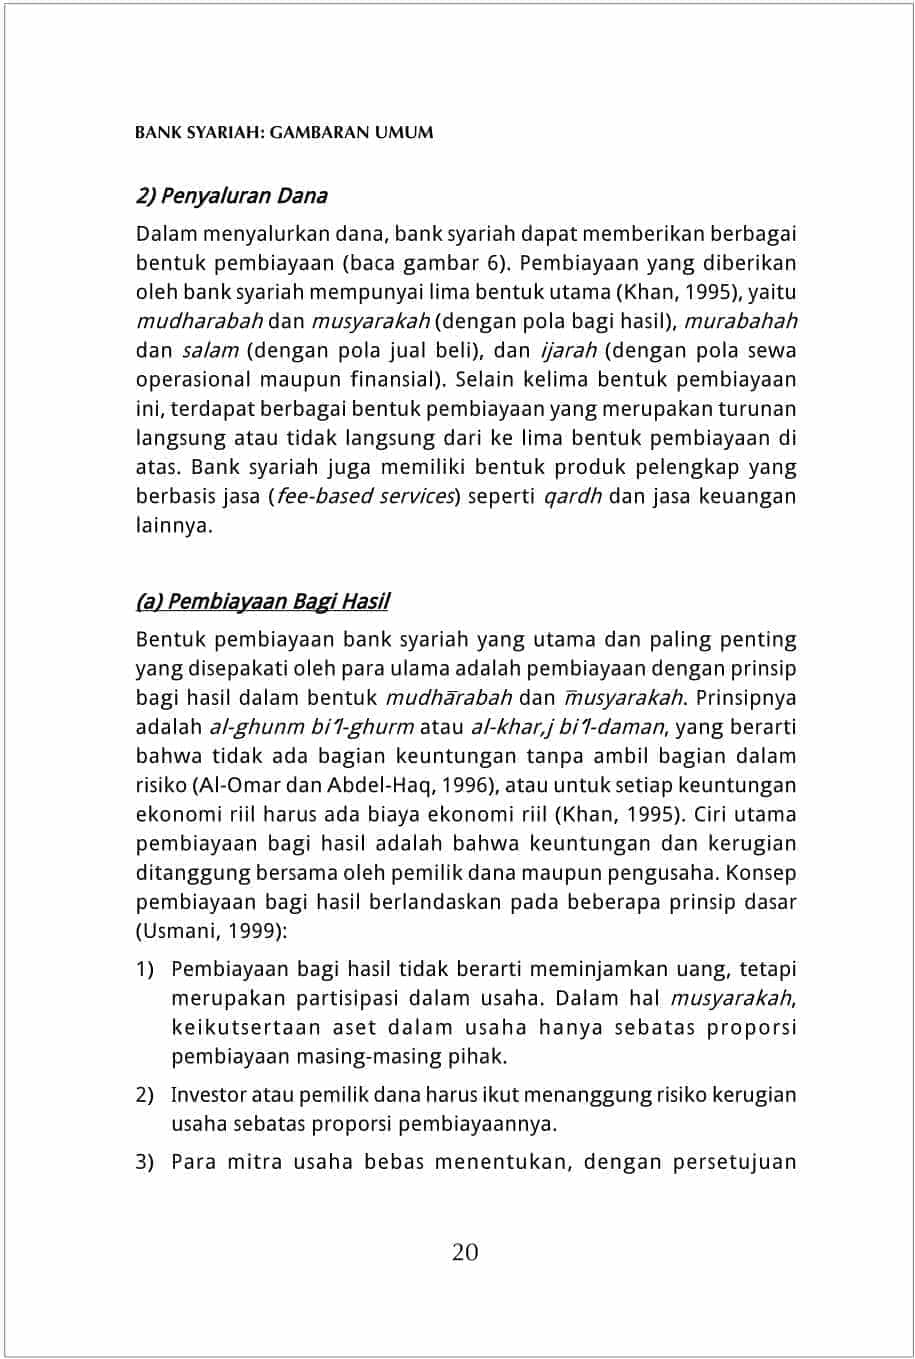 BANK SYARIAH: GAMBARAN UMUM
2) Penyaluran Dana
Dalam menyalurkan dana, bank syariah dapat memberikan berbagai
bentuk pembiayaan (baca gambar 6). Pembiayaan yang diberikan
oleh bank syariah mempunyai lima bentuk utama (Khan, 1995), yaitu
mudharabah dan musyarakah (dengan pola bagi hasil), murabahah
dan salam (dengan pola jual beli), dan ijarah (dengan pola sewa
operasional maupun finansial). Selain kelima bentuk pembiayaan
ini, terdapat berbagai bentuk pembiayaan yang merupakan turunan
langsung atau tidak langsung dari ke lima bentuk pembiayaan di
atas. Bank syariah juga memiliki bentuk produk pelengkap yang
berbasis jasa (fee-based services) seperti qardh dan jasa keuangan
lainnya.
(a) Pembiayaan Bagi Hasil
Bentuk pembiayaan bank syariah yang utama dan paling penting
yang disepakati oleh para ulama adalah pembiayaan dengan prinsip
bagi hasil dalam bentuk mudhārabah dan m̅usyarakah. Prinsipnya
adalah al-ghunm bi’l-ghurm atau al-khar,j bi’l-daman, yang berarti
bahwa tidak ada bagian keuntungan tanpa ambil bagian dalam
risiko (Al-Omar dan Abdel-Haq, 1996), atau untuk setiap keuntungan
ekonomi riil harus ada biaya ekonomi riil (Khan, 1995). Ciri utama
pembiayaan bagi hasil adalah bahwa keuntungan dan kerugian
ditanggung bersama oleh pemilik dana maupun pengusaha. Konsep
pembiayaan bagi hasil berlandaskan pada beberapa prinsip dasar
(Usmani, 1999):
1) Pembiayaan bagi hasil tidak berarti meminjamkan uang, tetapi
merupakan partisipasi dalam usaha. Dalam hal musyarakah,
keikutsertaan aset dalam usaha hanya sebatas proporsi
pembiayaan masing-masing pihak.
2) Investor atau pemilik dana harus ikut menanggung risiko kerugian
usaha sebatas proporsi pembiayaannya.
3) Para mitra usaha bebas menentukan, dengan persetujuan
20